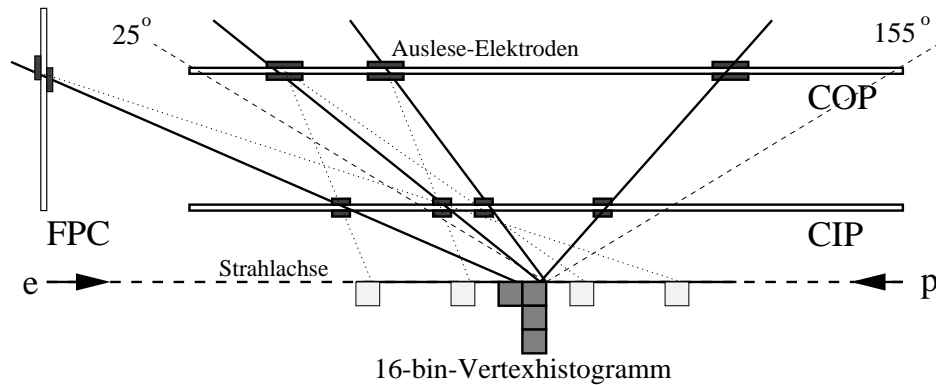 25°
Auslese-Elektroden
155°
COP
FPC
CIP
Strahlachse
e
p
16-bin-Vertexhistogramm